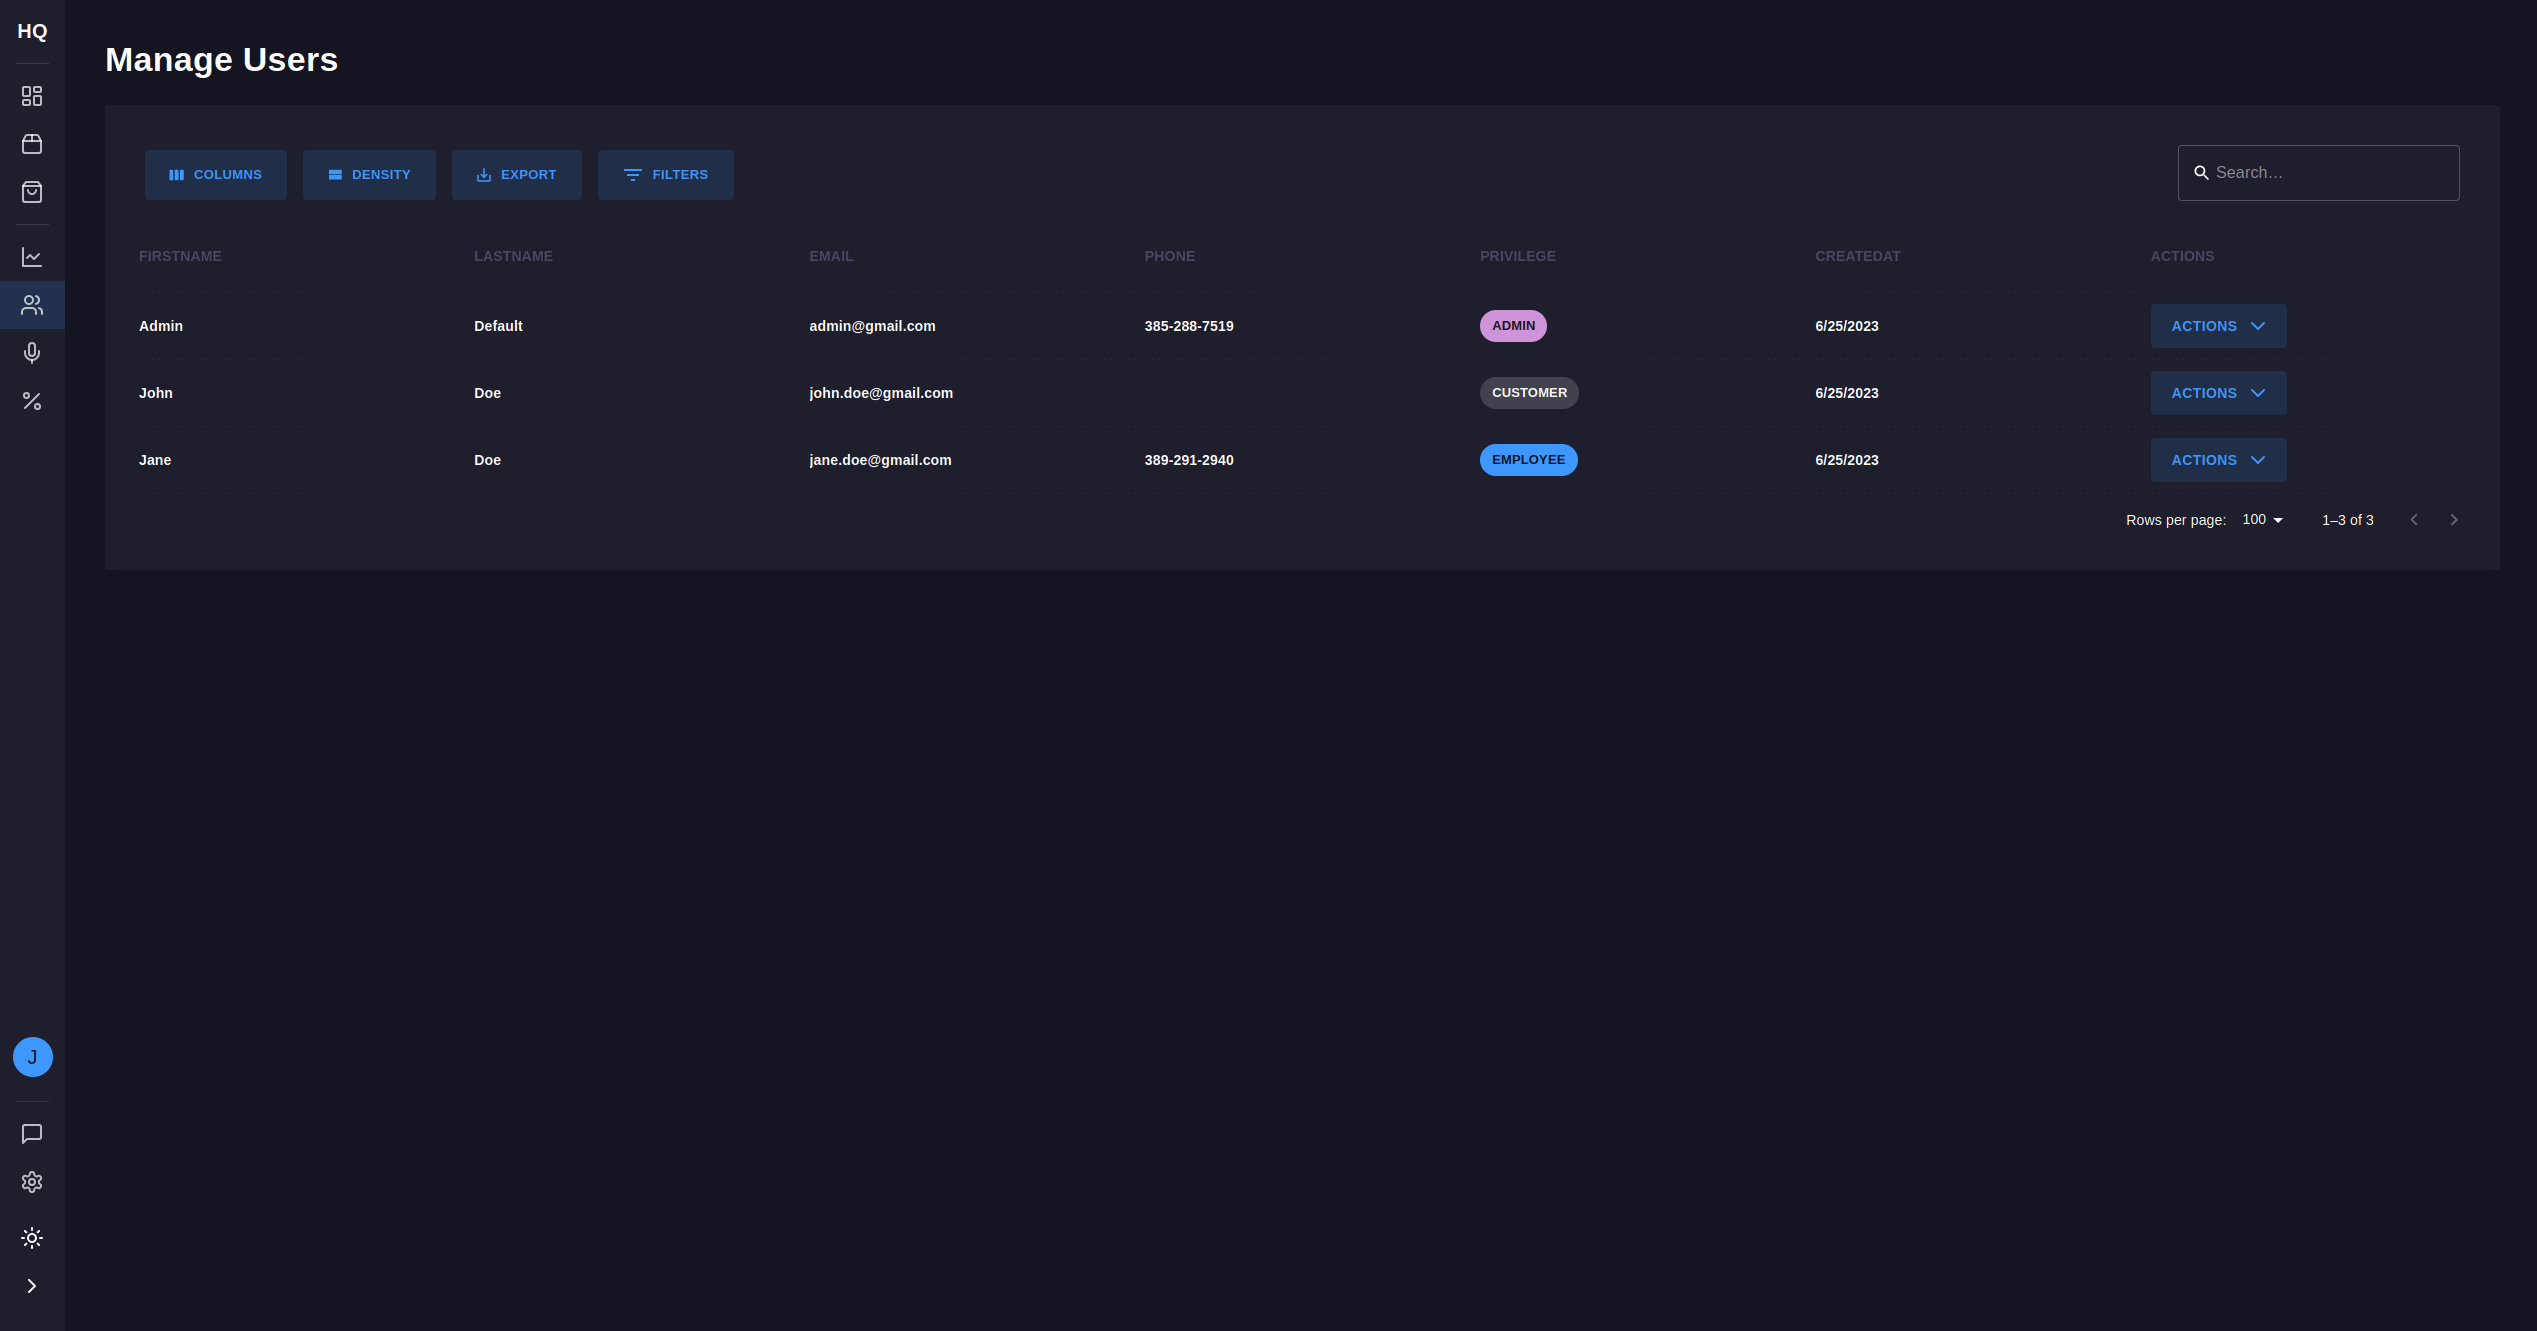 HQ
Manage Users
COLUMNS DENSITY EXPORT FILTERS Search…
FIRSTNAME LASTNAME EMAIL PHONE PRIVILEGE CREATEDAT ACTIONS
Admin Default admin@gmail.com 385-288-7519 ADMIN 6/25/2023 ACTIONS
John Doe john.doe@gmail.com CUSTOMER 6/25/2023 ACTIONS
Jane Doe jane.doe@gmail.com 389-291-2940 EMPLOYEE 6/25/2023 ACTIONS
Rows per page: 100 1–3 of 3
J